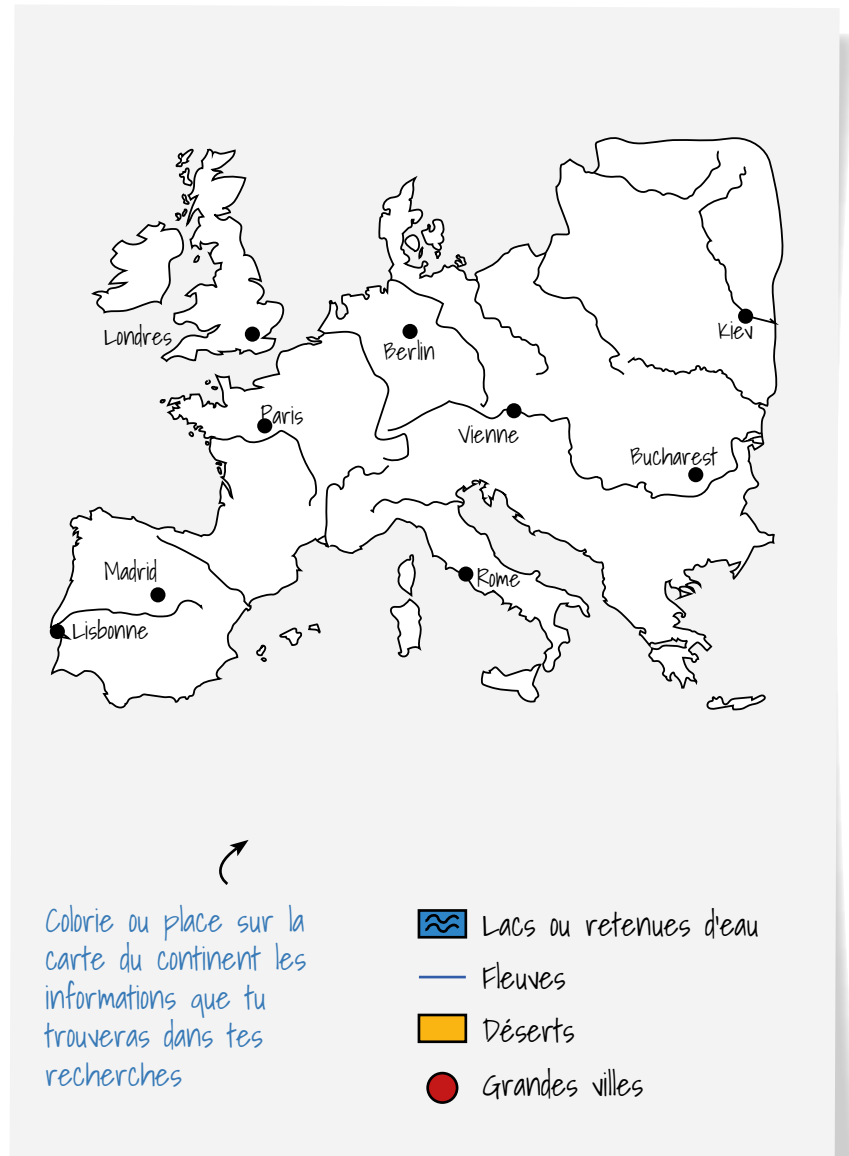 Londres
Berlin
Kiev
Paris
Vienne
Bucharest
Madrid
Rome
Lisbonne
Colorie ou place sur la
carte du continent les
informations que tu
trouveras dans tes
recherches
Lacs ou retenues d'eau
Fleuves
Déserts
Grandes villes